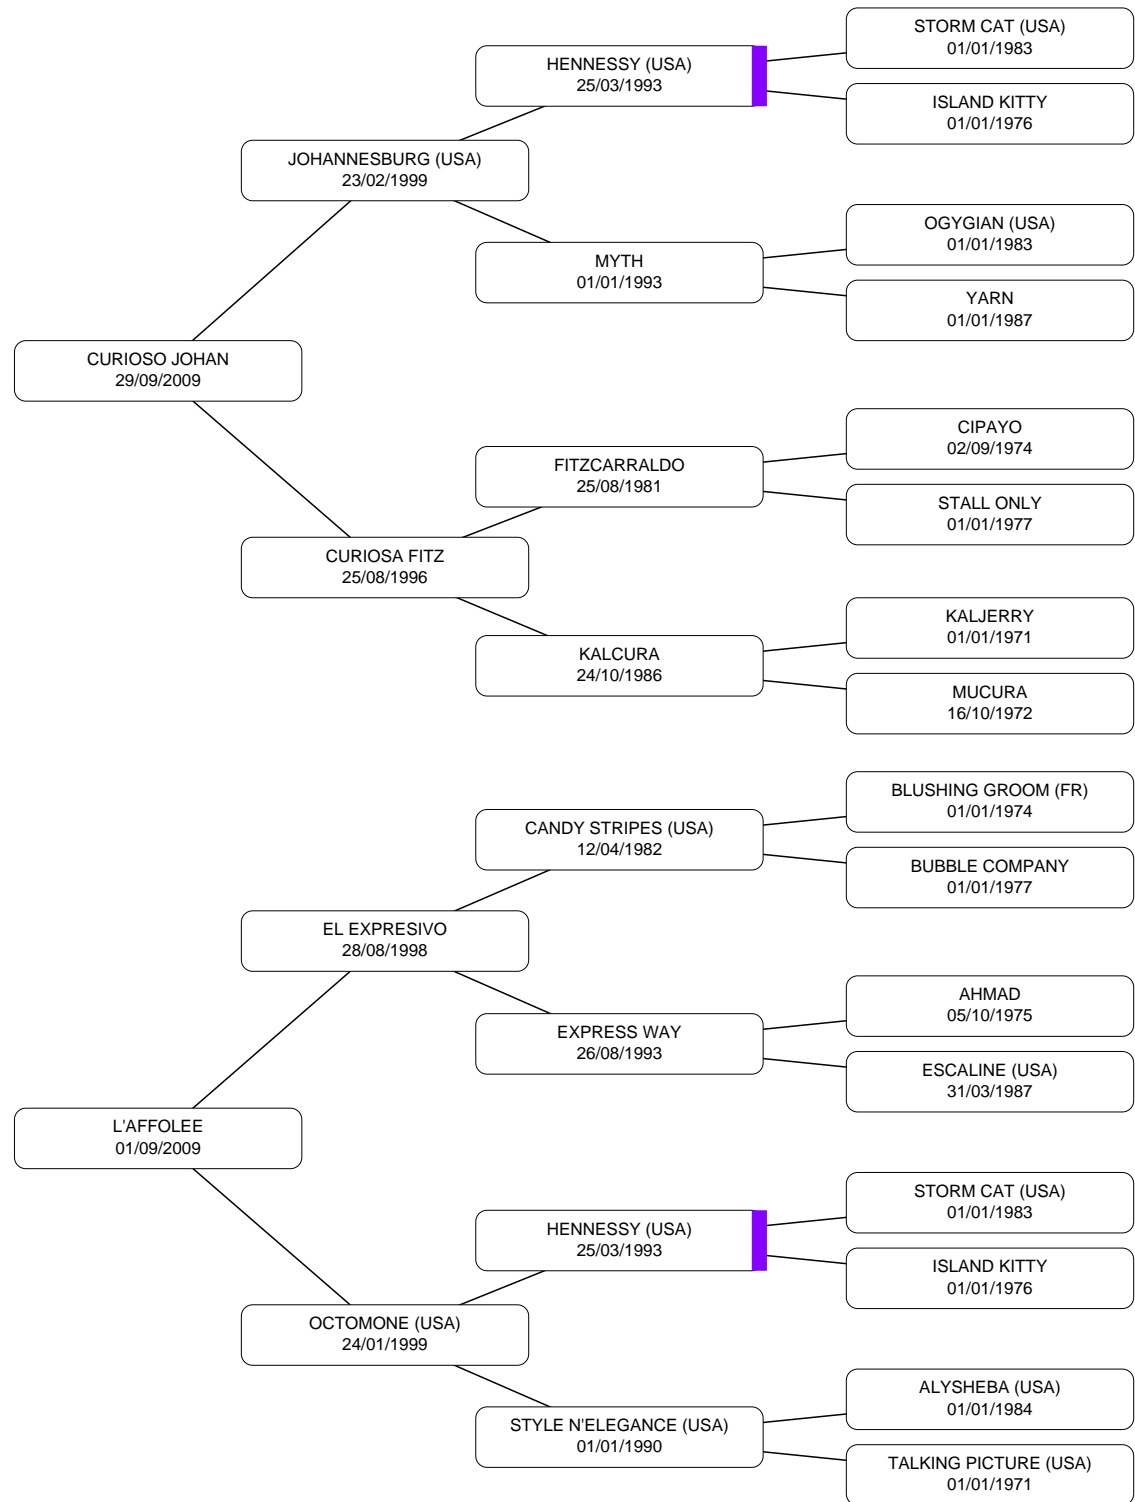 STORM CAT (USA)
01/01/1983
HENNESSY (USA)
25/03/1993
ISLAND KITTY
01/01/1976
JOHANNESBURG (USA)
23/02/1999
OGYGIAN (USA)
01/01/1983
MYTH
01/01/1993
YARN
01/01/1987
CURIOSO JOHAN
29/09/2009
CIPAYO
02/09/1974
FITZCARRALDO
25/08/1981
STALL ONLY
01/01/1977
CURIOSA FITZ
25/08/1996
KALJERRY
01/01/1971
KALCURA
24/10/1986
MUCURA
16/10/1972
BLUSHING GROOM (FR)
01/01/1974
CANDY STRIPES (USA)
12/04/1982
BUBBLE COMPANY
01/01/1977
EL EXPRESIVO
28/08/1998
AHMAD
05/10/1975
EXPRESS WAY
26/08/1993
ESCALINE (USA)
31/03/1987
L'AFFOLEE
01/09/2009
STORM CAT (USA)
01/01/1983
HENNESSY (USA)
25/03/1993
ISLAND KITTY
01/01/1976
OCTOMONE (USA)
24/01/1999
ALYSHEBA (USA)
01/01/1984
STYLE N'ELEGANCE (USA)
01/01/1990
TALKING PICTURE (USA)
01/01/1971